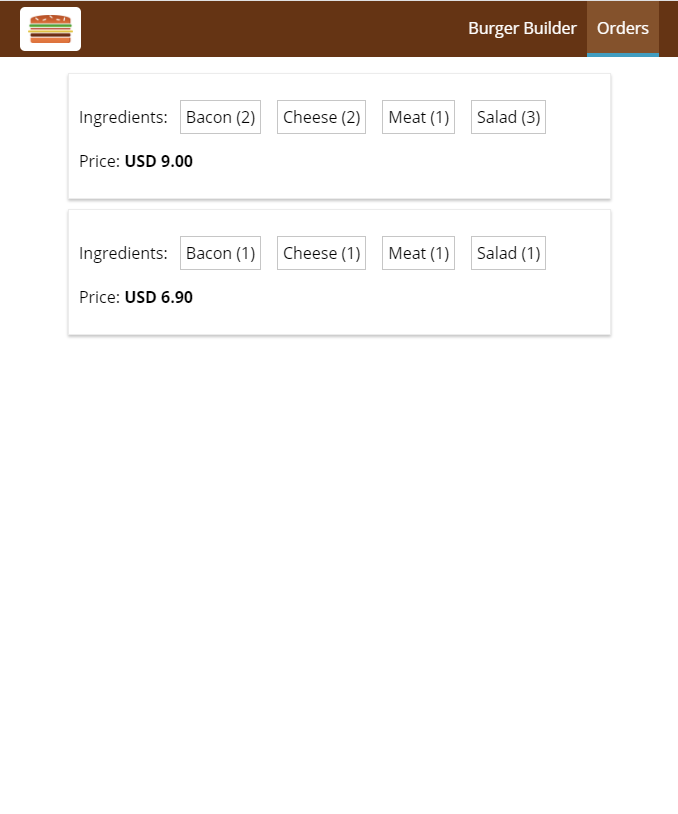 Burger Builder Orders
Ingredients: Bacon (2) Cheese (2) Meat (1) Salad (3)
Price: USD 9.00
Ingredients: Bacon (1) Cheese (1) Meat (1) Salad (1)
Price: USD 6.90